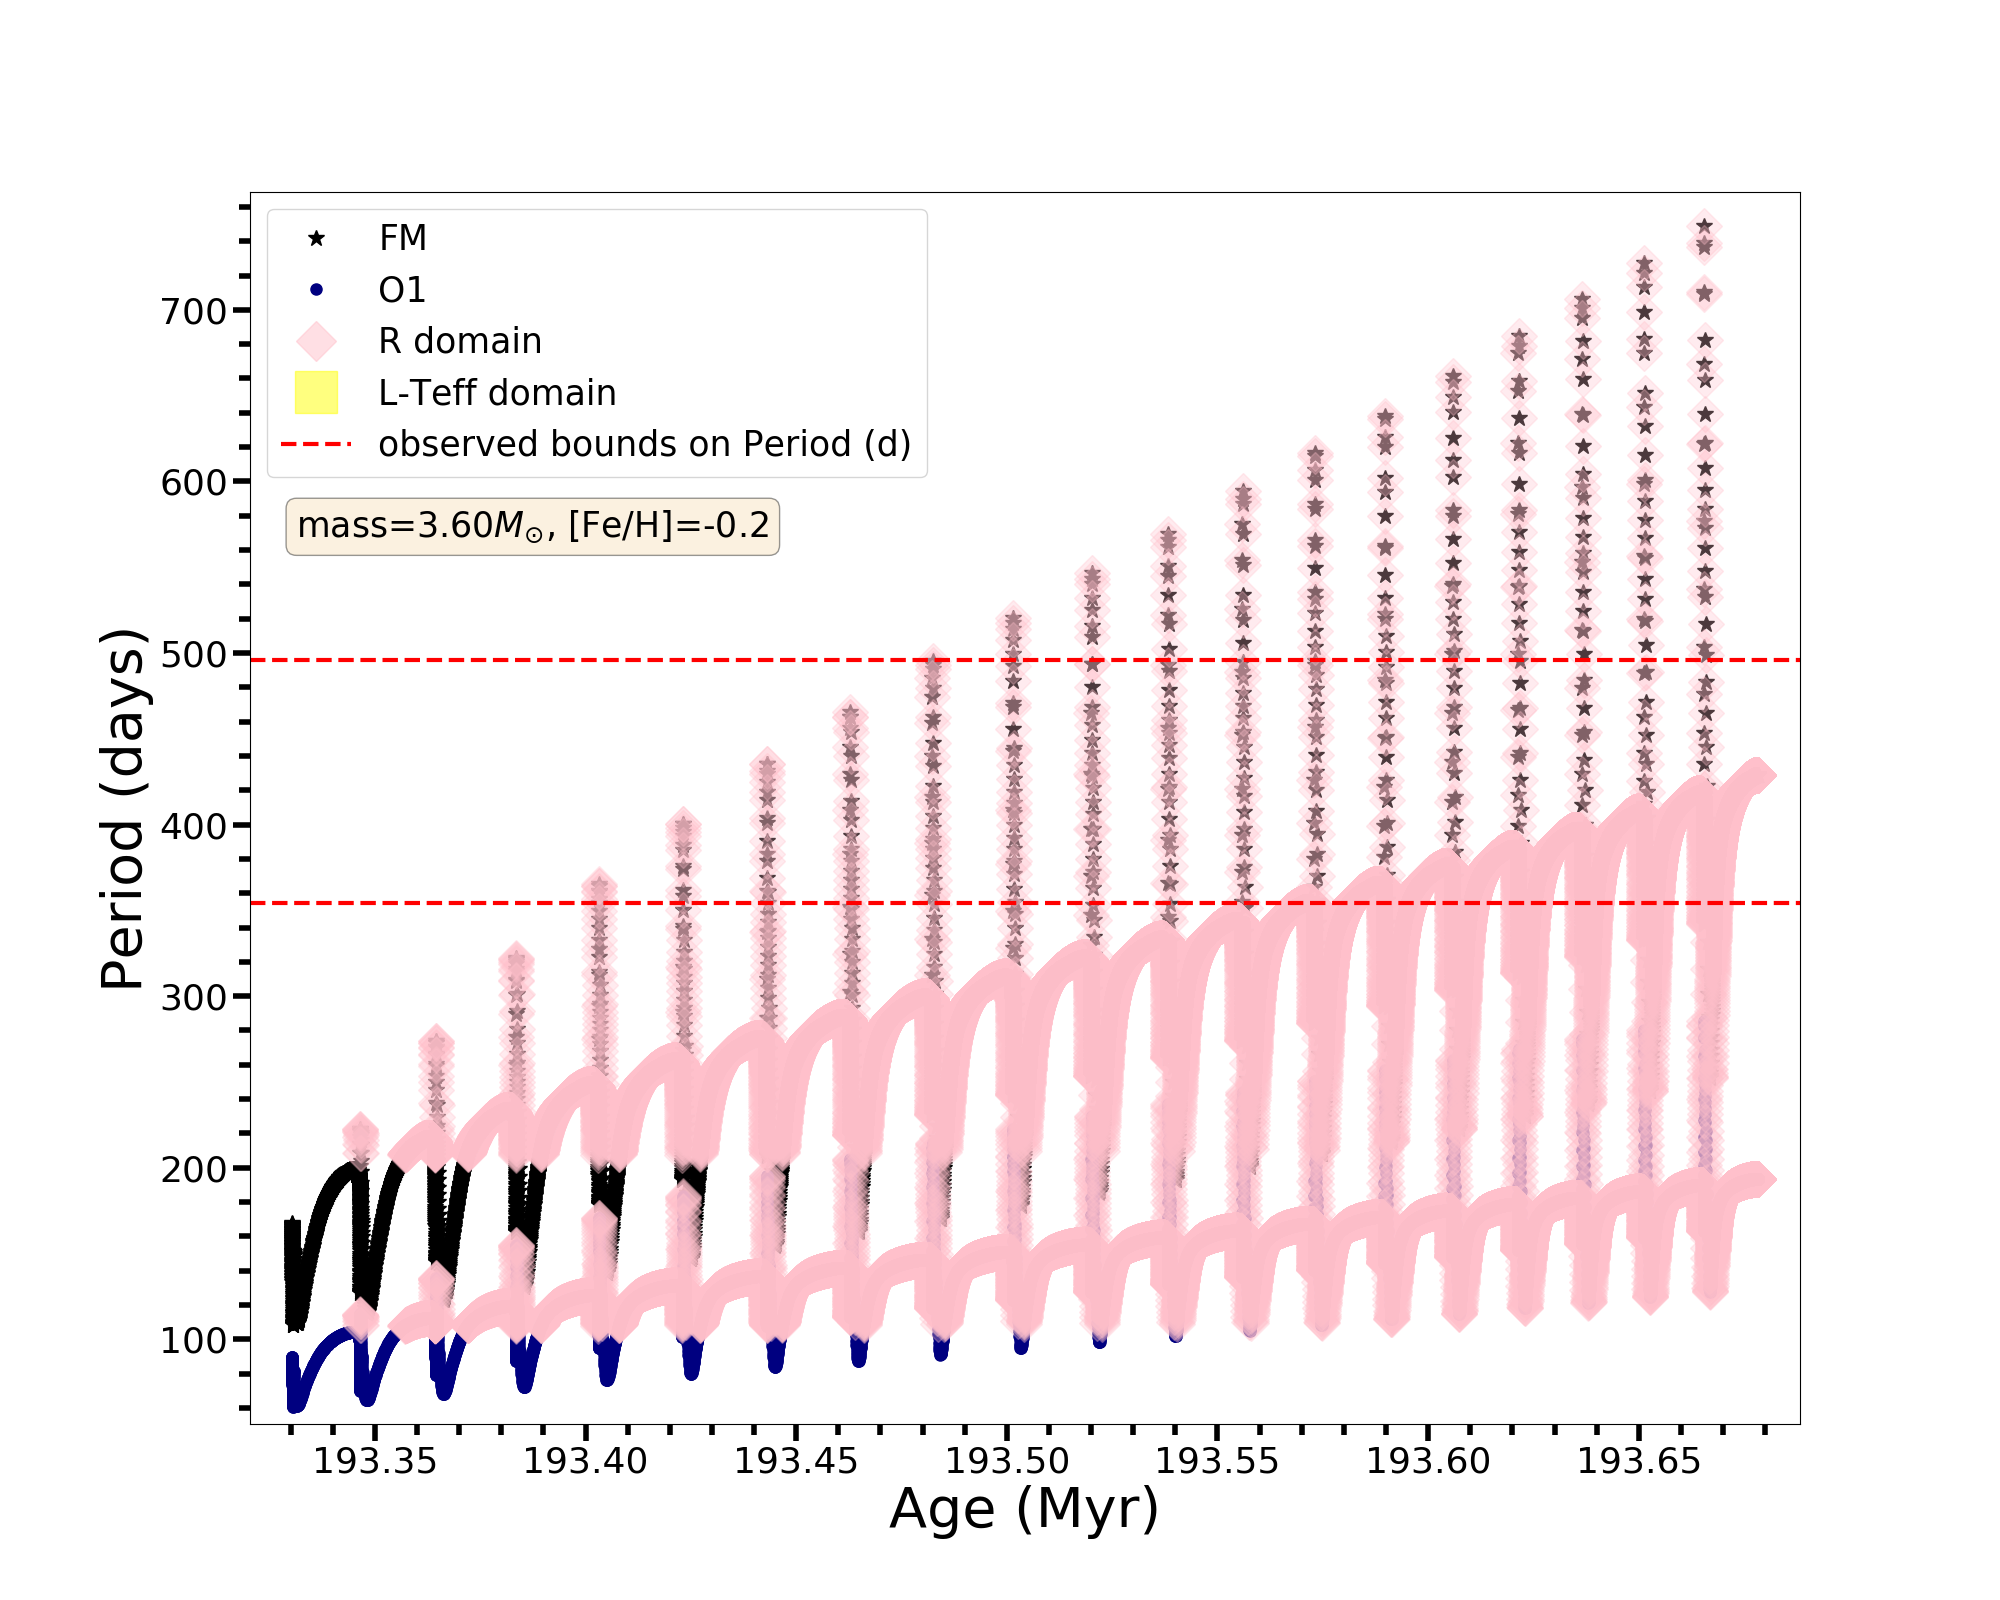 FM
O1
R domain
L-Teff domain
observed bounds on Period (d)
mass=3.60M⊙, [Fe/H]=-0.2
700
600
500
400
300
200
100
Period (days)
193.35 193.40 193.45 193.50 193.55 193.60 193.65
Age (Myr)